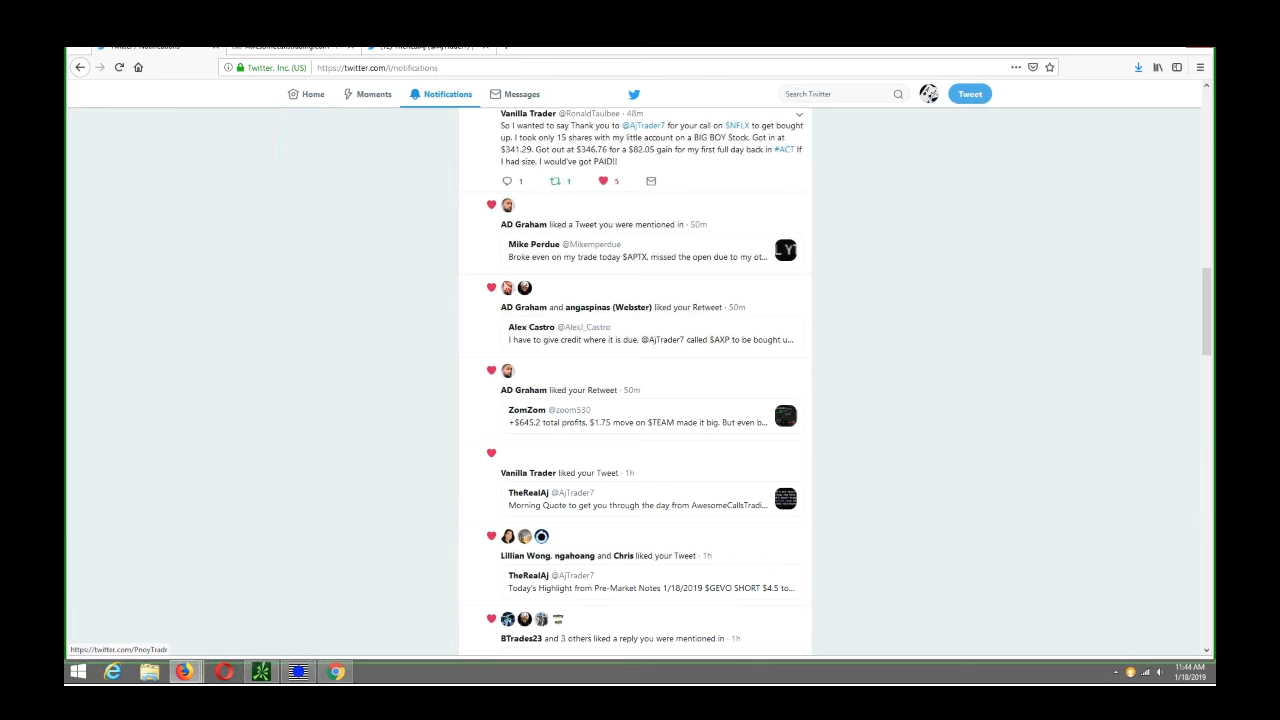 Twitter, Inc. (US) https://twitter.com/i/notifications
Home Moments Notifications Messages Search Twitter Tweet
Vanilla Trader @RonaldTaulbee · 48m
So I wanted to say Thank you to @AjTrader7 for your call on $NFLX to get bought
up. I took only 15 shares with my little account on a BIG BOY Stock. Got in at
$341.29. Got out at $346.76 for a $82.05 gain for my first full day back in #ACT If
I had size. I would've got PAID!!
1 1 5
AD Graham liked a Tweet you were mentioned in · 50m
Mike Perdue @Mikemperdue
Broke even on my trade today $APTX, missed the open due to my ot...
AD Graham and angaspinas (Webster) liked your Retweet · 50m
Alex Castro @AlexJ_Castro
I have to give credit where it is due. @AjTrader7 called $AXP to be bought u...
AD Graham liked your Retweet · 50m
ZomZom @zoom530
+$645.2 total profits. $1.75 move on $TEAM made it big. But even b...
Vanilla Trader liked your Tweet · 1h
TheRealAj @AjTrader7
Morning Quote to get you through the day from AwesomeCallsTradi...
Lillian Wong, ngahoang and Chris liked your Tweet · 1h
TheRealAj @AjTrader7
Today's Highlight from Pre-Market Notes 1/18/2019 $GEVO SHORT $4.5 to...
BTrades23 and 3 others liked a reply you were mentioned in · 1h
https://twitter.com/PnoyTradr
11:44 AM
1/18/2019